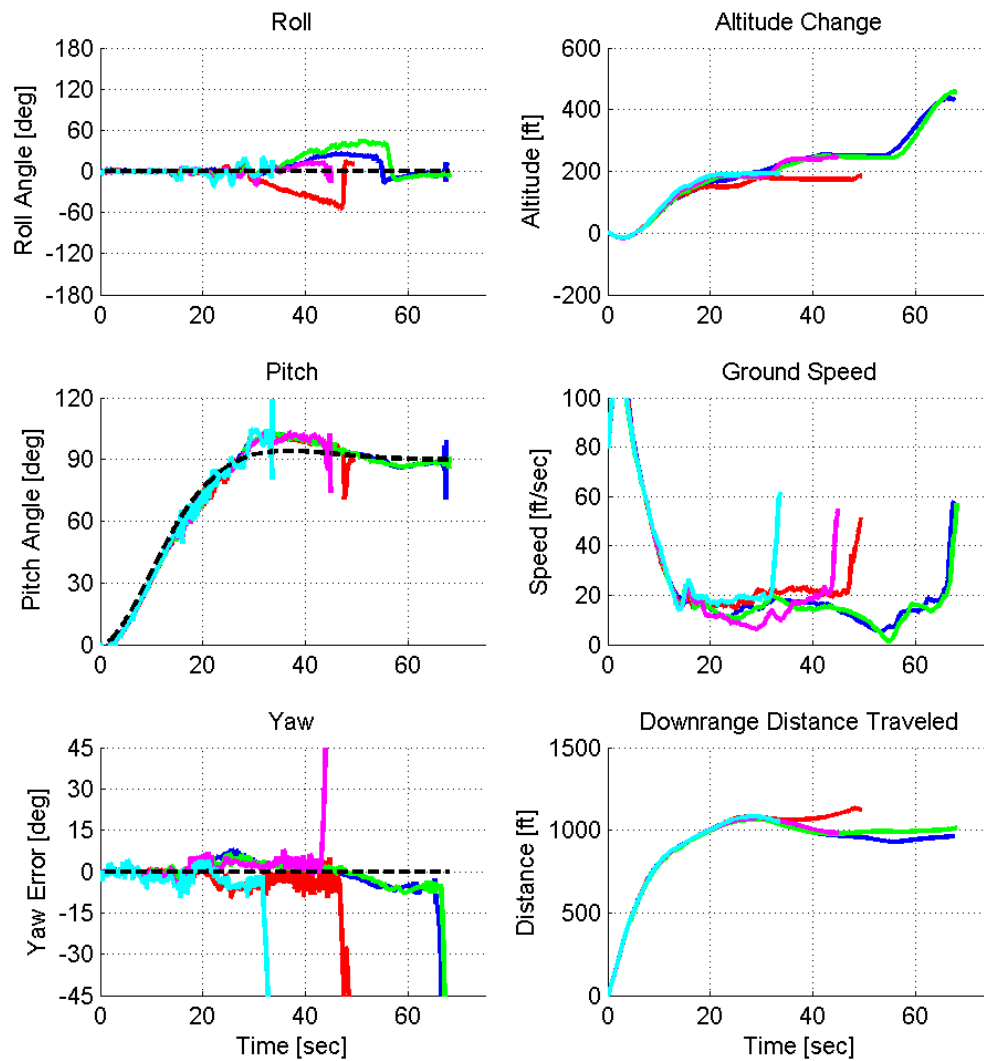 Roll
180
120
60
0
-60
-120
-180
Roll Angle [deg]
0 20 40 60
Altitude Change
600
400
200
0
-200
Altitude [ft]
0 20 40 60
Pitch
120
90
60
30
0
Pitch Angle [deg]
0 20 40 60
Ground Speed
100
80
60
40
20
0
Speed [ft/sec]
0 20 40 60
Yaw
45
30
15
0
-15
-30
-45
Yaw Error [deg]
0 20 40 60
Time [sec]
Downrange Distance Traveled
1500
1000
500
0
Distance [ft]
0 20 40 60
Time [sec]